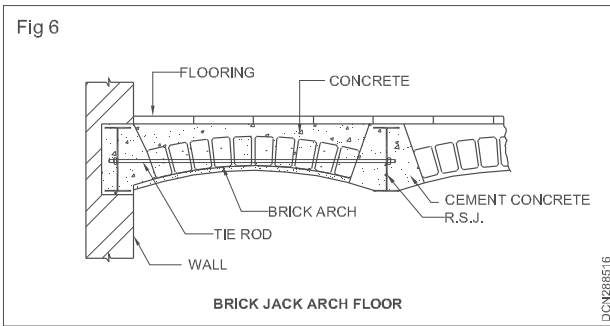 Fig 6
FLOORING
CONCRETE
CEMENT CONCRETE
R.S.J.
BRICK ARCH
TIE ROD
WALL
BRICK JACK ARCH FLOOR
DCN288516